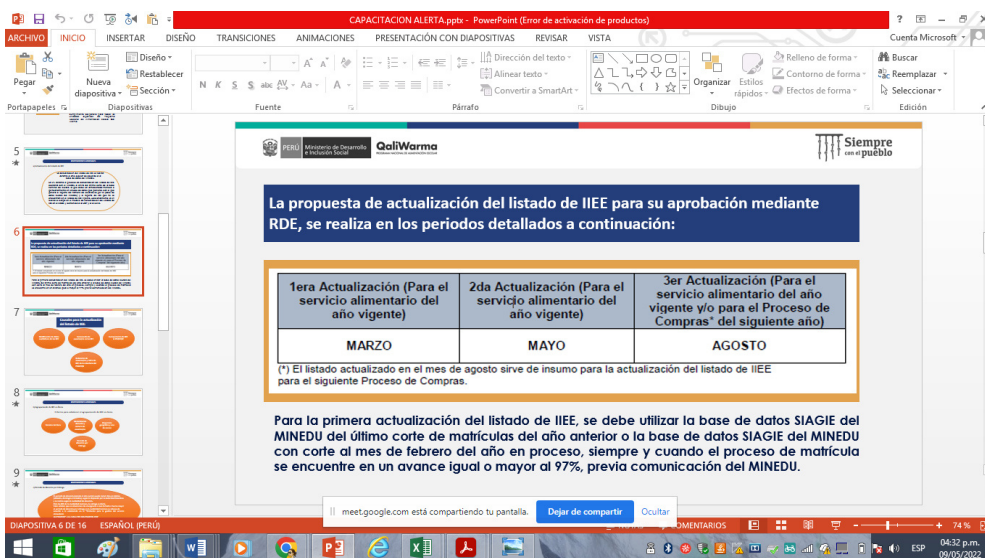 CAPACITACION ALERTA.pptx - PowerPoint (Error de activación de productos)
ARCHIVO INICIO INSERTAR DISEÑO TRANSICIONES ANIMACIONES PRESENTACIÓN CON DIAPOSITIVAS REVISAR VISTA Cuenta Microsoft
Pegar
Nueva diapositiva
Diseño
Restablecer
Sección
N K S S abc AV Aa A
Dirección del texto
Alinear texto
Convertir a SmartArt
Organizar
Estilos rápidos
Relleno de forma
Contorno de forma
Efectos de forma
Buscar
Reemplazar
Seleccionar
Portapapeles Diapositivas Fuente Párrafo Dibujo Edición
5
6
7
8
9
PERÚ Ministerio de Desarrollo e Inclusión Social QaliWarma
Siempre
con el pueblo
La propuesta de actualización del listado de IIEE para su aprobación mediante
RDE, se realiza en los periodos detallados a continuación:
1era Actualización (Para el servicio alimentario del año vigente)
2da Actualización (Para el servicio alimentario del año vigente)
3er Actualización (Para el servicio alimentario del año vigente y/o para el Proceso de Compras* del siguiente año)
MARZO MAYO AGOSTO
(*) El listado actualizado en el mes de agosto sirve de insumo para la actualización del listado de IIEE
para el siguiente Proceso de Compras.
Para la primera actualización del listado de IIEE, se debe utilizar la base de datos SIAGIE del
MINEDU del último corte de matrículas del año anterior o la base de datos SIAGIE del MINEDU
con corte al mes de febrero del año en proceso, siempre y cuando el proceso de matrícula
se encuentre en un avance igual o mayor al 97%, previa comunicación del MINEDU.
meet.google.com está compartiendo tu pantalla. Dejar de compartir Ocultar
DIAPOSITIVA 6 DE 16 ESPAÑOL (PERÚ) 74 %
ESP 04:32 p.m.
09/05/2022